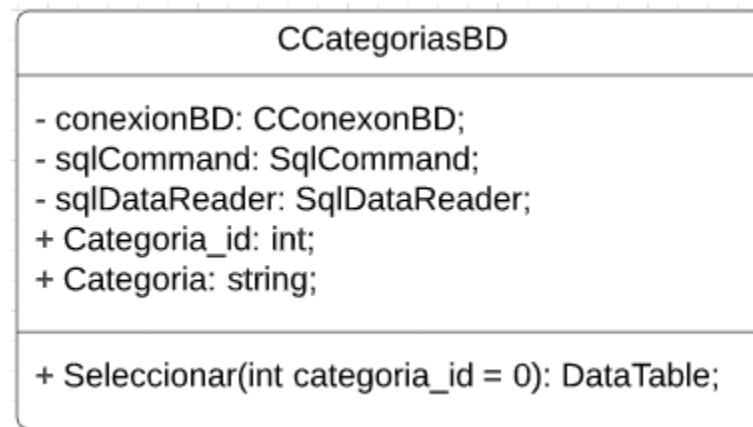 CCategoriasBD
- conexionBD: CConexonBD;
- sqlCommand: SqlCommand;
- sqlDataReader: SqlDataReader;
+ Categoria_id: int;
+ Categoria: string;
+ Seleccionar(int categoria_id = 0): DataTable;